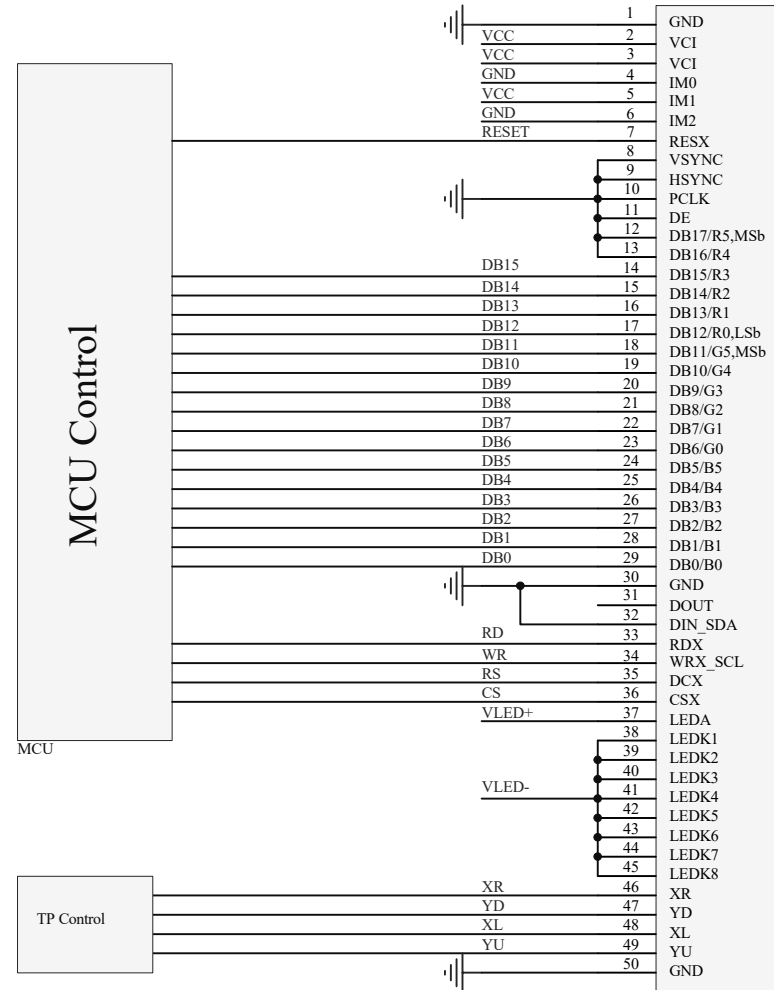 1 GND
VCC 2 VCI
VCC 3 VCI
GND 4 IM0
VCC 5 IM1
GND 6 IM2
RESET 7 RESX
8 VSYNC
9 HSYNC
10 PCLK
11 DE
12 DB17/R5,MSb
13 DB16/R4
DB15 14 DB15/R3
DB14 15 DB14/R2
DB13 16 DB13/R1
DB12 17 DB12/R0,LSb
DB11 18 DB11/G5,MSb
DB10 19 DB10/G4
DB9 20 DB9/G3
DB8 21 DB8/G2
DB7 22 DB7/G1
DB6 23 DB6/G0
DB5 24 DB5/B5
DB4 25 DB4/B4
DB3 26 DB3/B3
DB2 27 DB2/B2
DB1 28 DB1/B1
DB0 29 DB0/B0
30 GND
31 DOUT
32 DIN_SDA
RD 33 RDX
WR 34 WRX_SCL
RS 35 DCX
CS 36 CSX
VLED+ 37 LEDA
38 LEDK1
39 LEDK2
40 LEDK3
VLED- 41 LEDK4
42 LEDK5
43 LEDK6
44 LEDK7
45 LEDK8
XR 46 XR
YD 47 YD
XL 48 XL
YU 49 YU
50 GND
MCU Control
MCU
TP Control